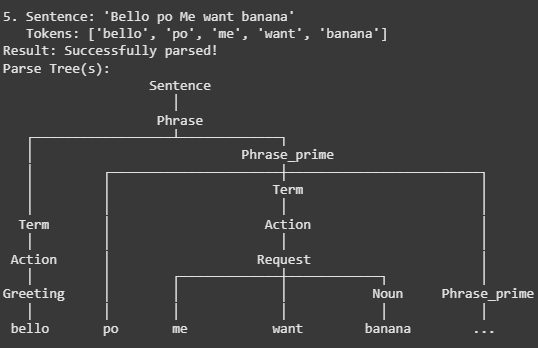 5. Sentence: 'Bello po Me want banana'
Tokens: ['bello', 'po', 'me', 'want', 'banana']
Result: Successfully parsed!
Parse Tree(s):
Sentence
Phrase
Phrase_prime
Term
Term Action
Action Request
Greeting Noun Phrase_prime
bello po me want banana ...